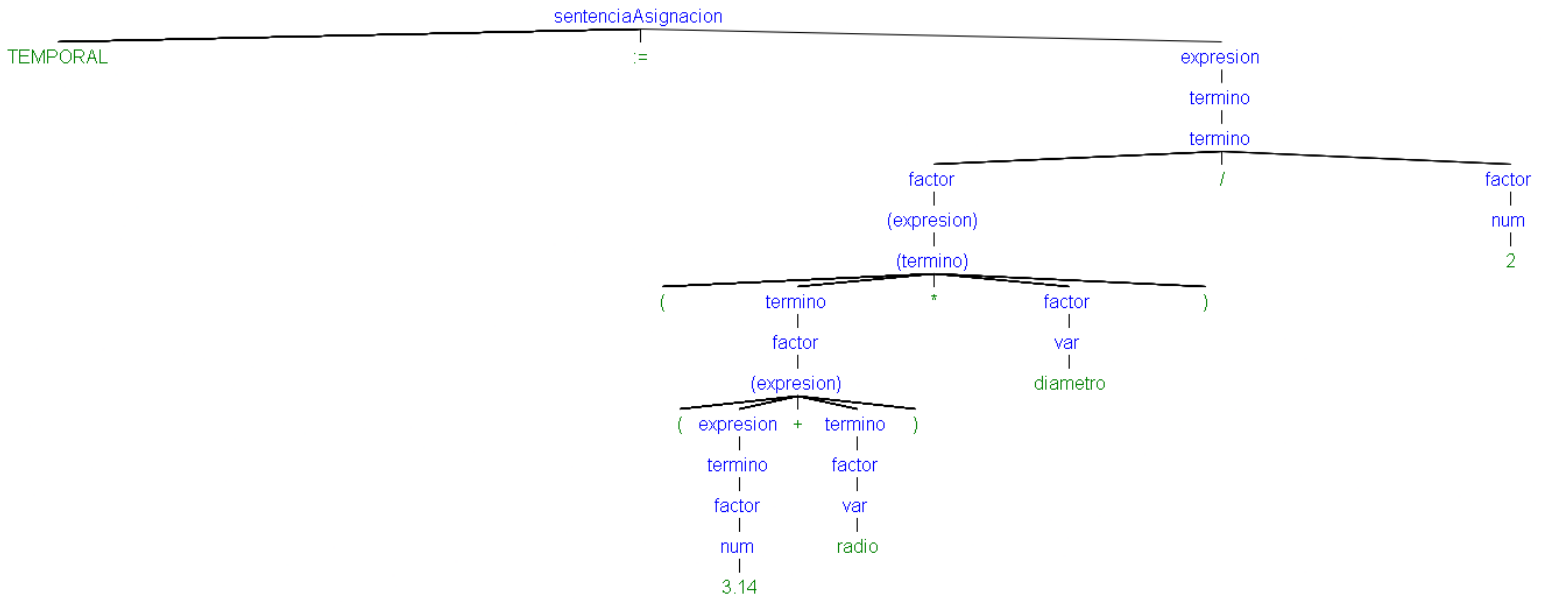 sentenciaAsignacion
TEMPORAL := expresion
termino
termino
factor / factor
(expresion) num
(termino) 2
( termino * factor )
factor var
(expresion) diametro
( expresion + termino )
termino factor
factor var
num radio
3.14